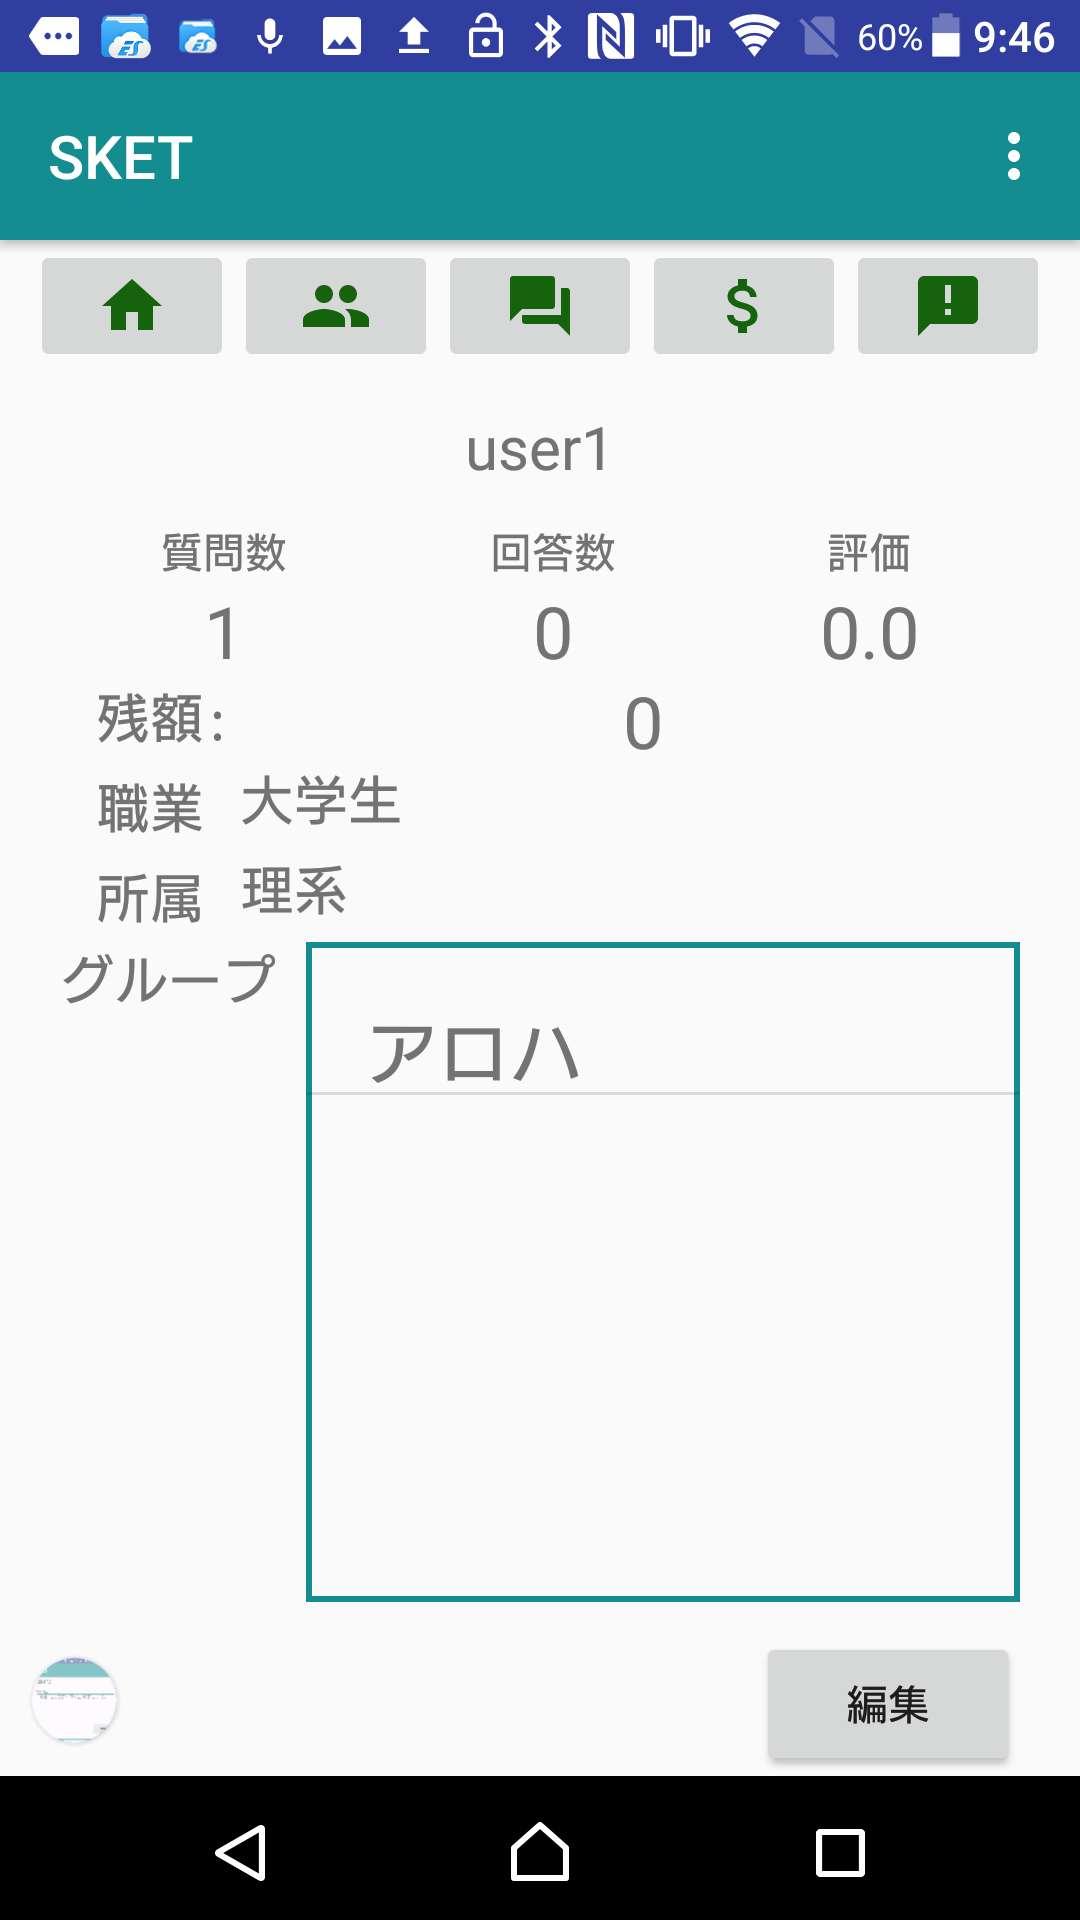 60% 9:46
SKET
user1
質問数 回答数 評価
1 0 0.0
残額: 0
職業 大学生
所属 理系
グループ
アロハ
編集